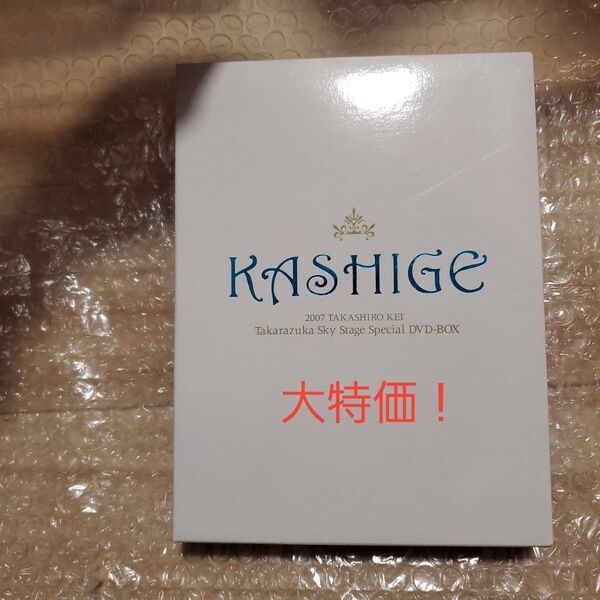 KASHIGE
2007 TAKASHIRO KEI
Takarazuka Sky Stage Special DVD-BOX
大特価！